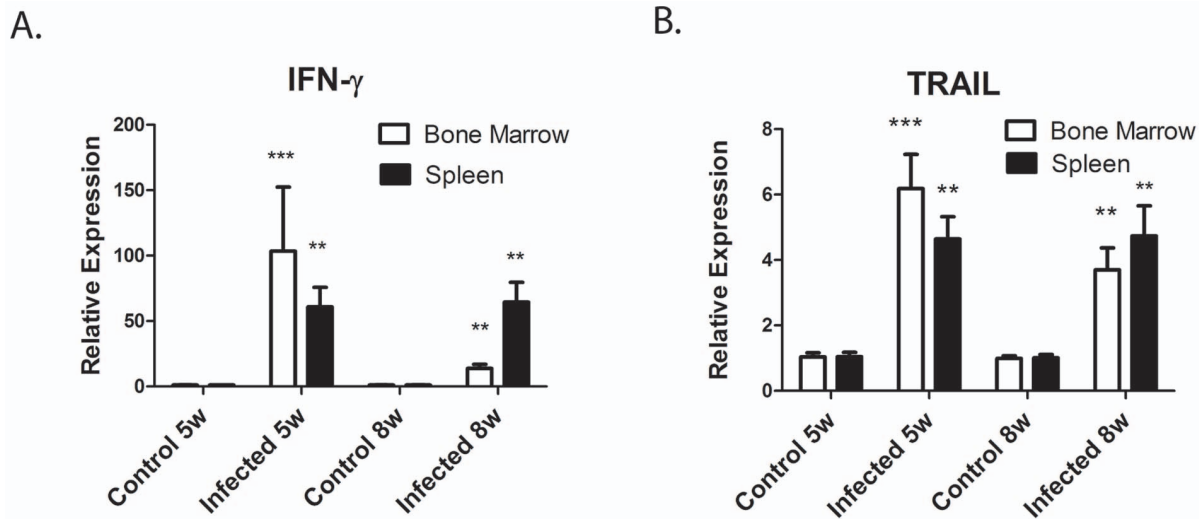 A.
IFN-γ
Relative Expression
200
150
100
50
0
Bone Marrow
Spleen
***
**
**
**
Control 5w
Infected 5w
Control 8w
Infected 8w
B.
TRAIL
Relative Expression
8
6
4
2
0
Bone Marrow
Spleen
***
**
**
**
Control 5w
Infected 5w
Control 8w
Infected 8w